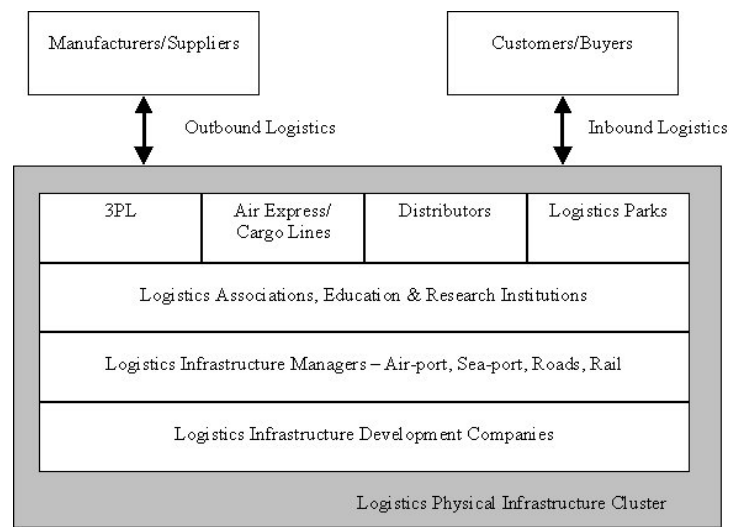 Manufacturers/Suppliers
Customers/Buyers
Outbound Logistics
Inbound Logistics
3PL
Air Express/
Cargo Lines
Distributors
Logistics Parks
Logistics Associations, Education & Research Institutions
Logistics Infrastructure Managers – Air-port, Sea-port, Roads, Rail
Logistics Infrastructure Development Companies
Logistics Physical Infrastructure Cluster